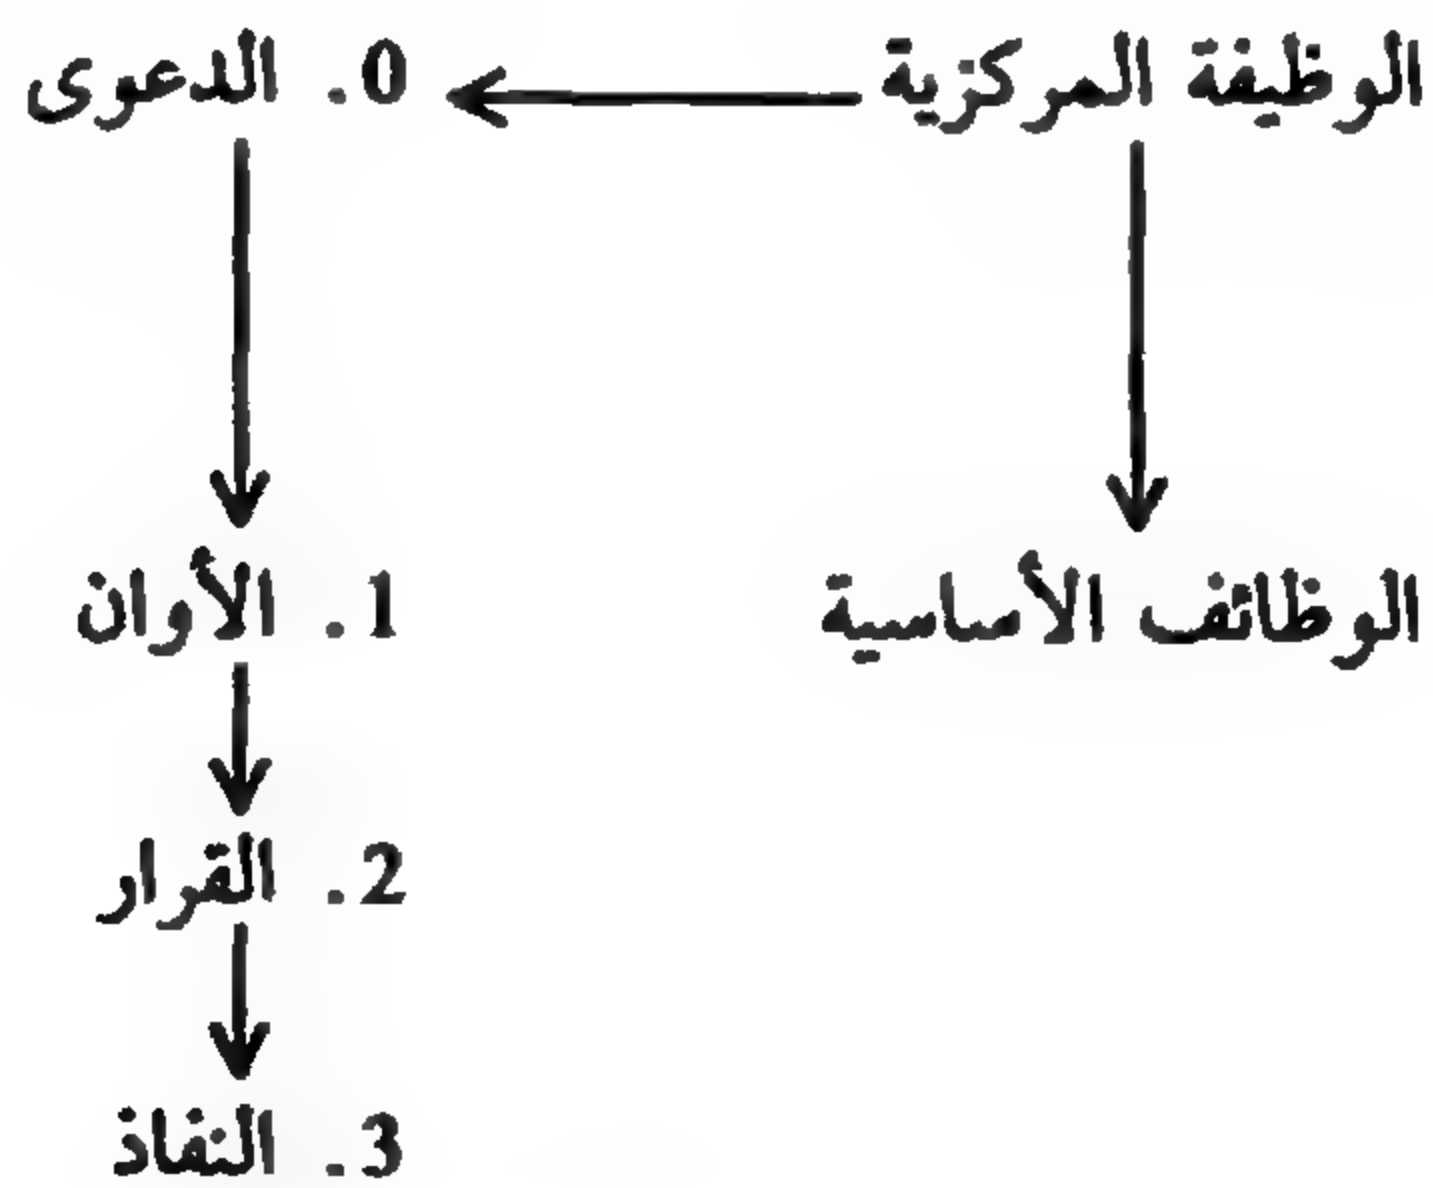 الوظيفة المركزية
0. الدعوى
الوظائف الأساسية
1. الأوان
2. القرار
3. النفاذ